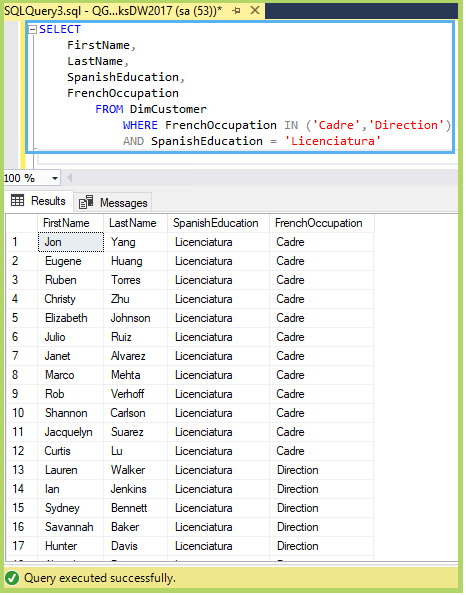 SQLQuery3.sql - QG...ksDW2017 (sa (53))*
SELECT
FirstName,
LastName,
SpanishEducation,
FrenchOccupation
FROM DimCustomer
WHERE FrenchOccupation IN ('Cadre','Direction')
AND SpanishEducation = 'Licenciatura'
100 %
Results Messages
FirstName LastName SpanishEducation FrenchOccupation
1 Jon Yang Licenciatura Cadre
2 Eugene Huang Licenciatura Cadre
3 Ruben Torres Licenciatura Cadre
4 Christy Zhu Licenciatura Cadre
5 Elizabeth Johnson Licenciatura Cadre
6 Julio Ruiz Licenciatura Cadre
7 Janet Alvarez Licenciatura Cadre
8 Marco Mehta Licenciatura Cadre
9 Rob Verhoff Licenciatura Cadre
10 Shannon Carlson Licenciatura Cadre
11 Jacquelyn Suarez Licenciatura Cadre
12 Curtis Lu Licenciatura Cadre
13 Lauren Walker Licenciatura Direction
14 Ian Jenkins Licenciatura Direction
15 Sydney Bennett Licenciatura Direction
16 Savannah Baker Licenciatura Direction
17 Hunter Davis Licenciatura Direction
Query executed successfully.